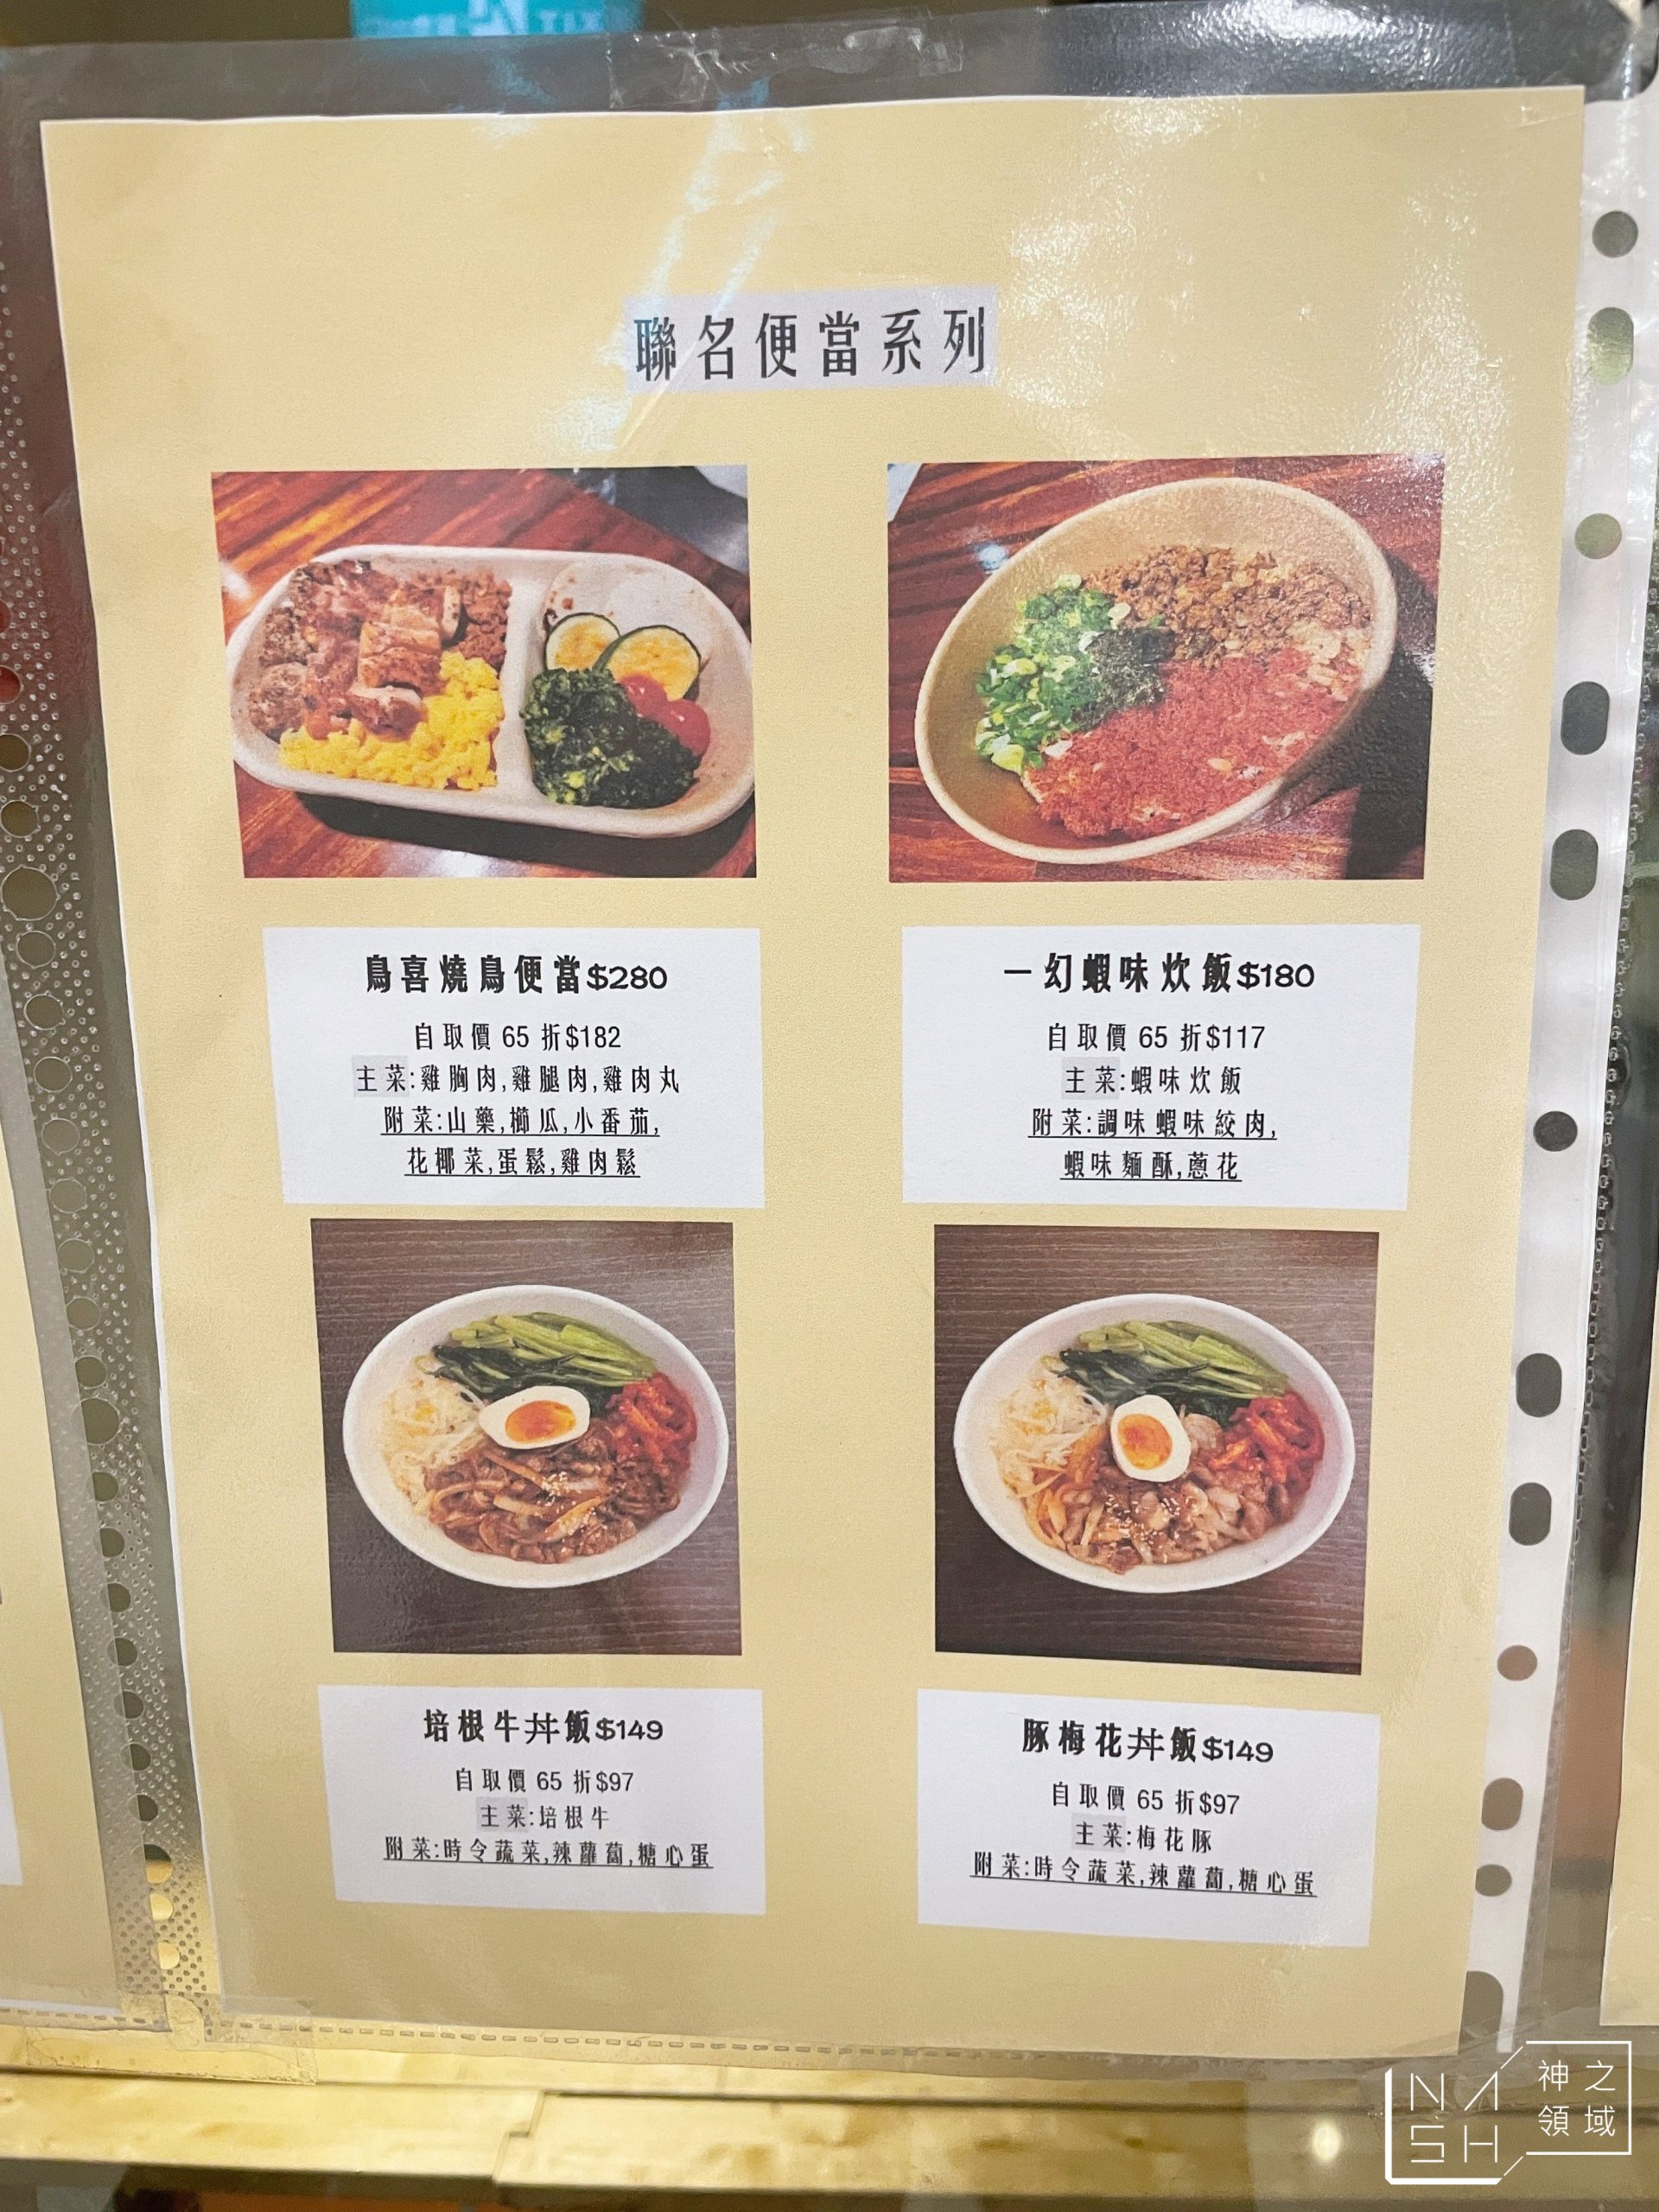 聯名便當系列
鳥喜燒鳥便當$280
自取價 65 折$182
主菜:雞胸肉,雞腿肉,雞肉丸
附菜:山藥,櫛瓜,小番茄,
花椰菜,蛋鬆,雞肉鬆
一幻蝦味炊飯$180
自取價 65 折$117
主菜:蝦味炊飯
附菜:調味蝦味絞肉,
蝦味麵酥,蔥花
培根牛丼飯$149
自取價 65 折$97
主菜:培根牛
附菜:時令蔬菜,辣蘿蔔,糖心蛋
豚梅花丼飯$149
自取價 65 折$97
主菜:梅花豚
附菜:時令蔬菜,辣蘿蔔,糖心蛋
NASH
神之領域